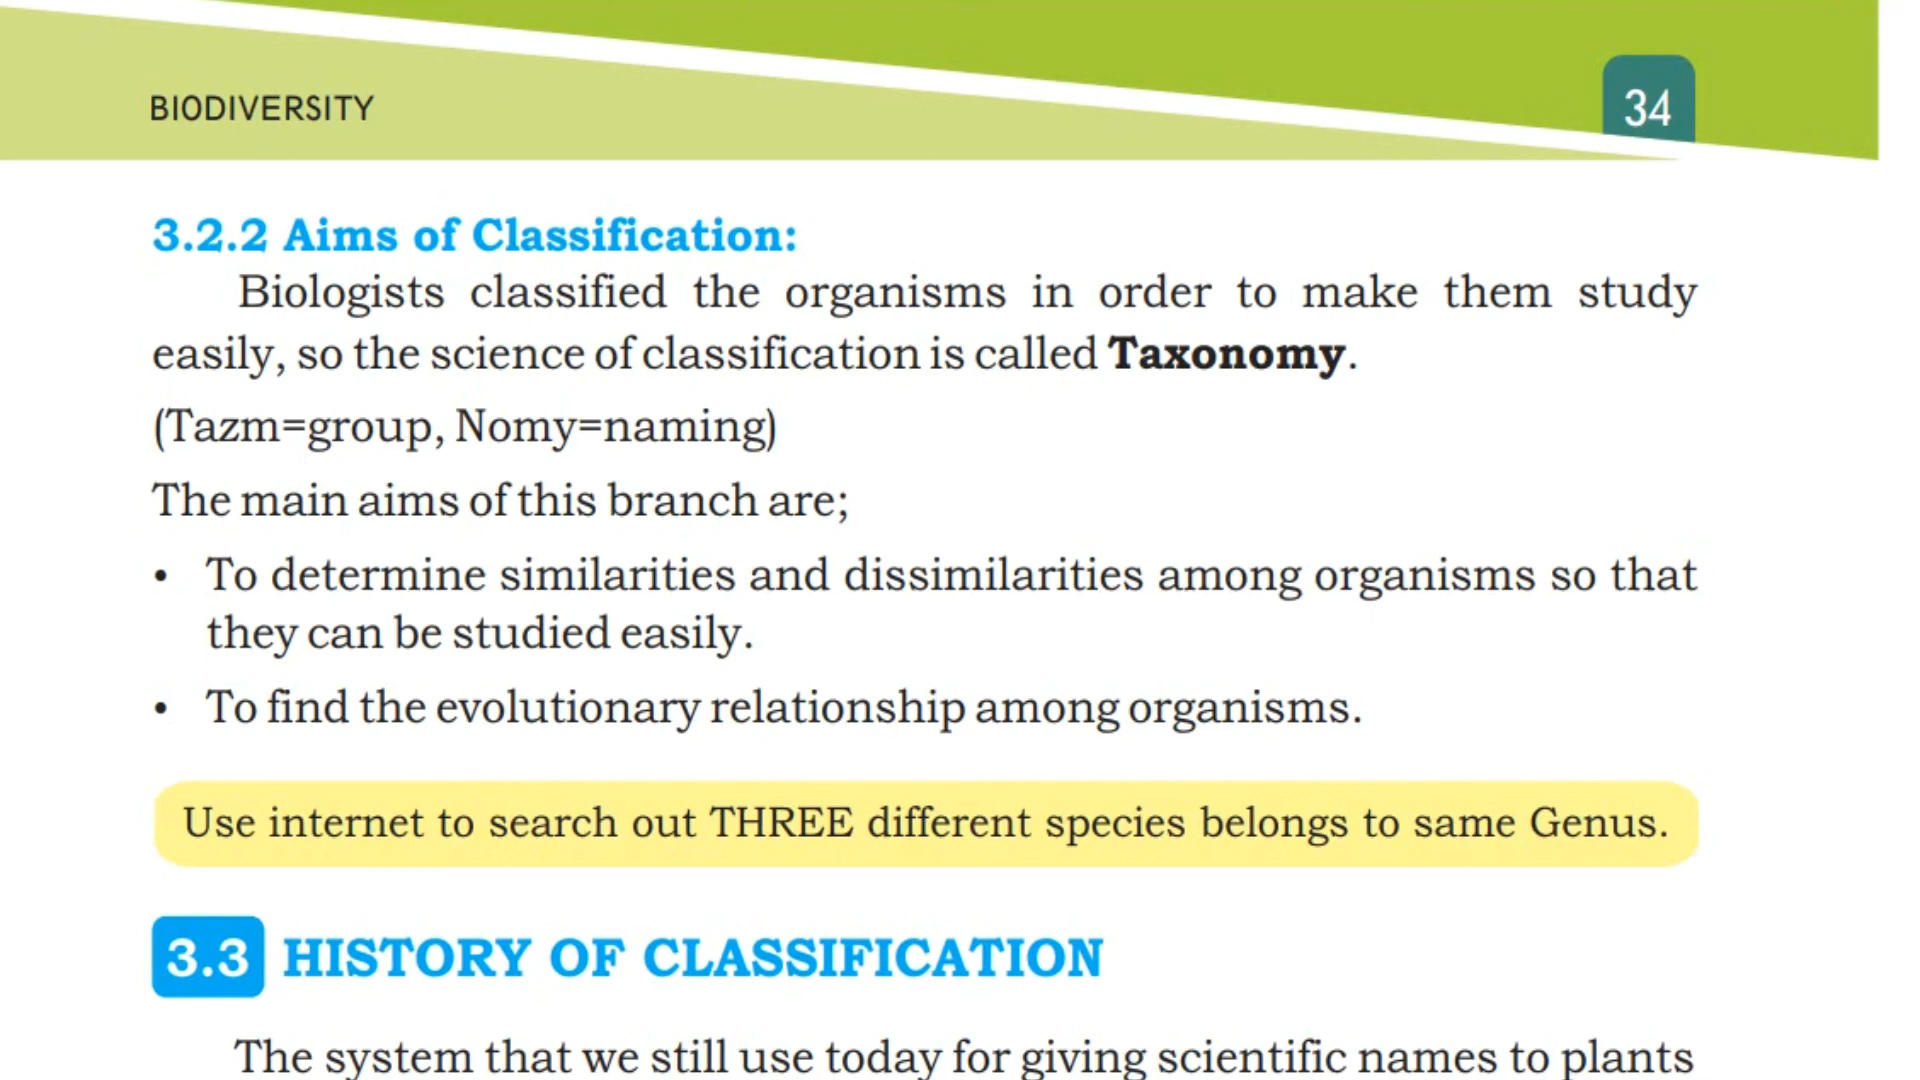 BIODIVERSITY
34
3.2.2 Aims of Classification:
Biologists classified the organisms in order to make them study
easily, so the science of classification is called Taxonomy.
(Tazm=group, Nomy=naming)
The main aims of this branch are;
• To determine similarities and dissimilarities among organisms so that
they can be studied easily.
• To find the evolutionary relationship among organisms.
Use internet to search out THREE different species belongs to same Genus.
3.3 HISTORY OF CLASSIFICATION
The system that we still use today for giving scientific names to plants